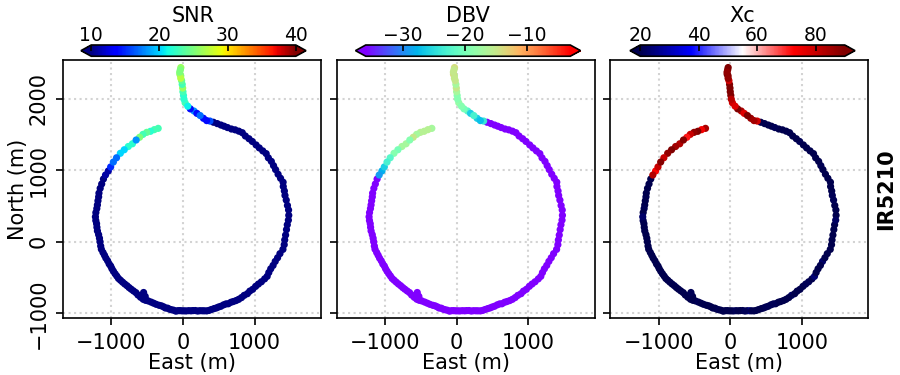 SNR DBV Xc
10 20 30 40 −30 −20 −10 20 40 60 80
2000
1000
0
−1000
North (m)
IR5210
−1000 0 1000 −1000 0 1000 −1000 0 1000
East (m) East (m) East (m)